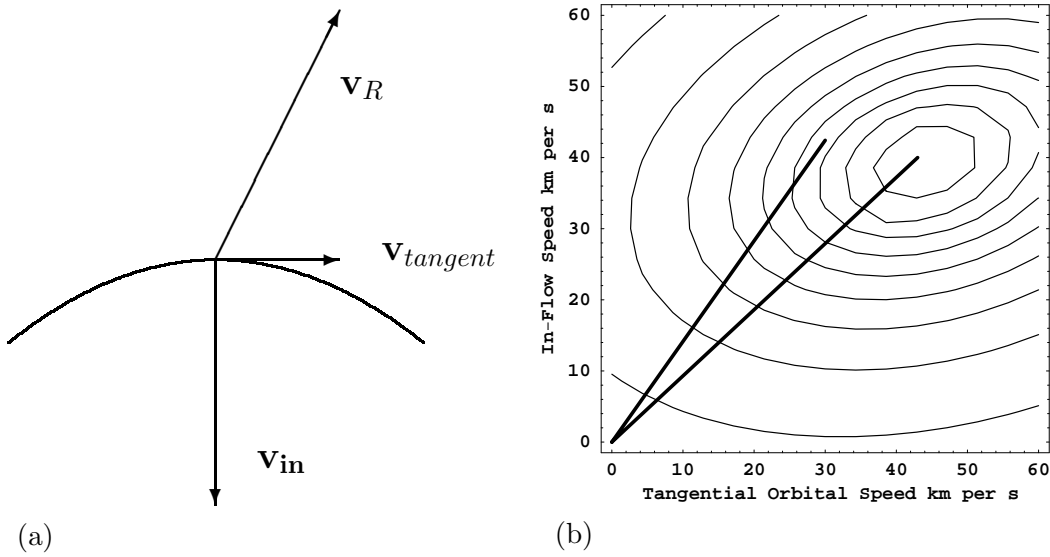 v_R
v_tangent
v_in
(a)
60
50
40
30
20
10
0
In-Flow Speed km per s
0 10 20 30 40 50 60
Tangential Orbital Speed km per s
(b)